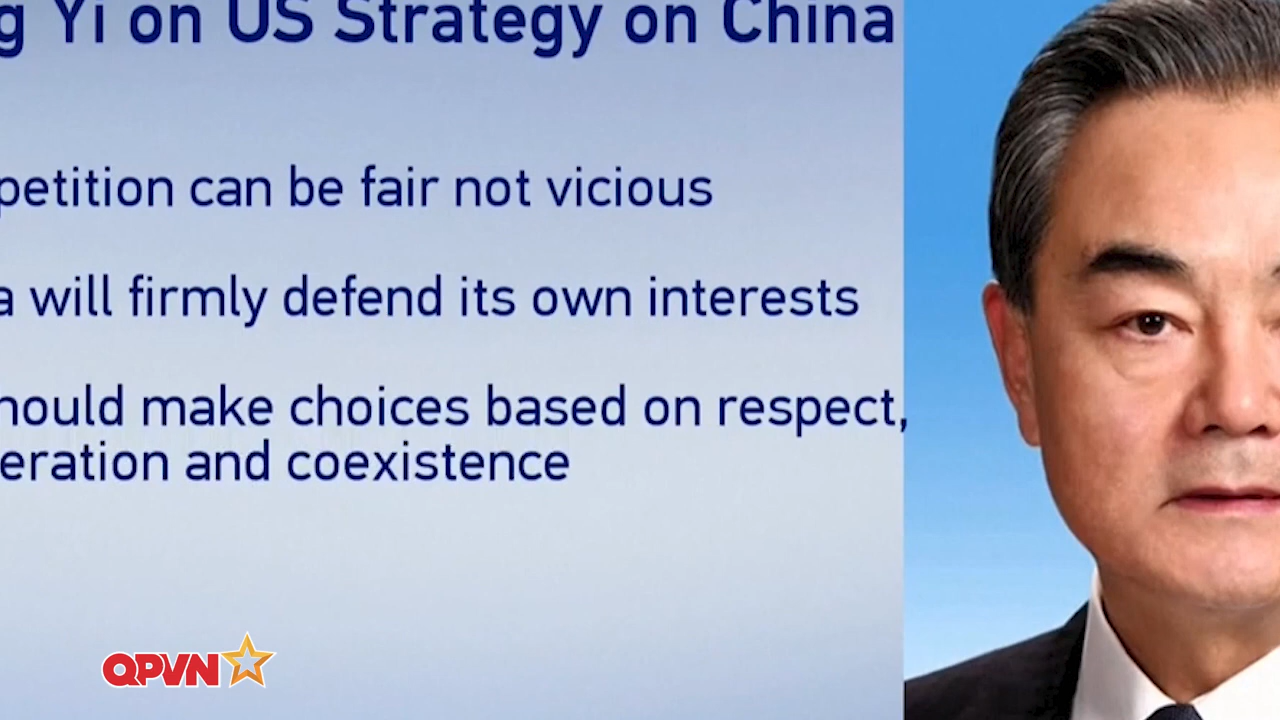 g Yi on US Strategy on China
petition can be fair not vicious
a will firmly defend its own interests
hould make choices based on respect,
eration and coexistence
QPVN